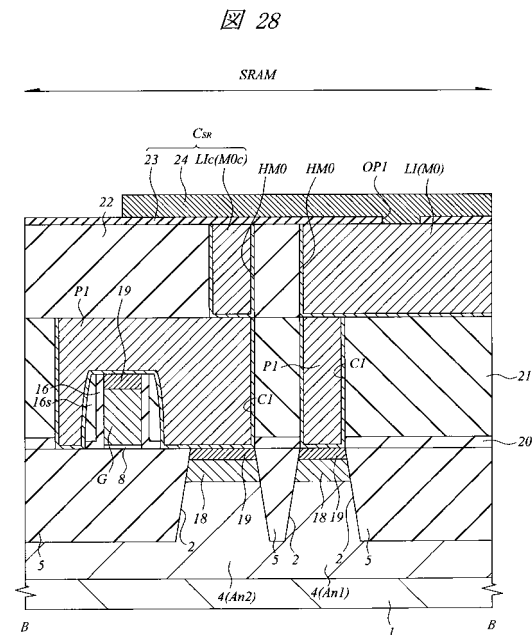 図 28
SRAM
CSR
23 24 LIc(M0c) HM0 HM0 OP1 LI(M0)
22
P1 19
16
16s
P1 C1
C1
21
20
G 8 18 19 18 19
5 2 5 2 2 5
4(An2) 4(An1)
B 1 B